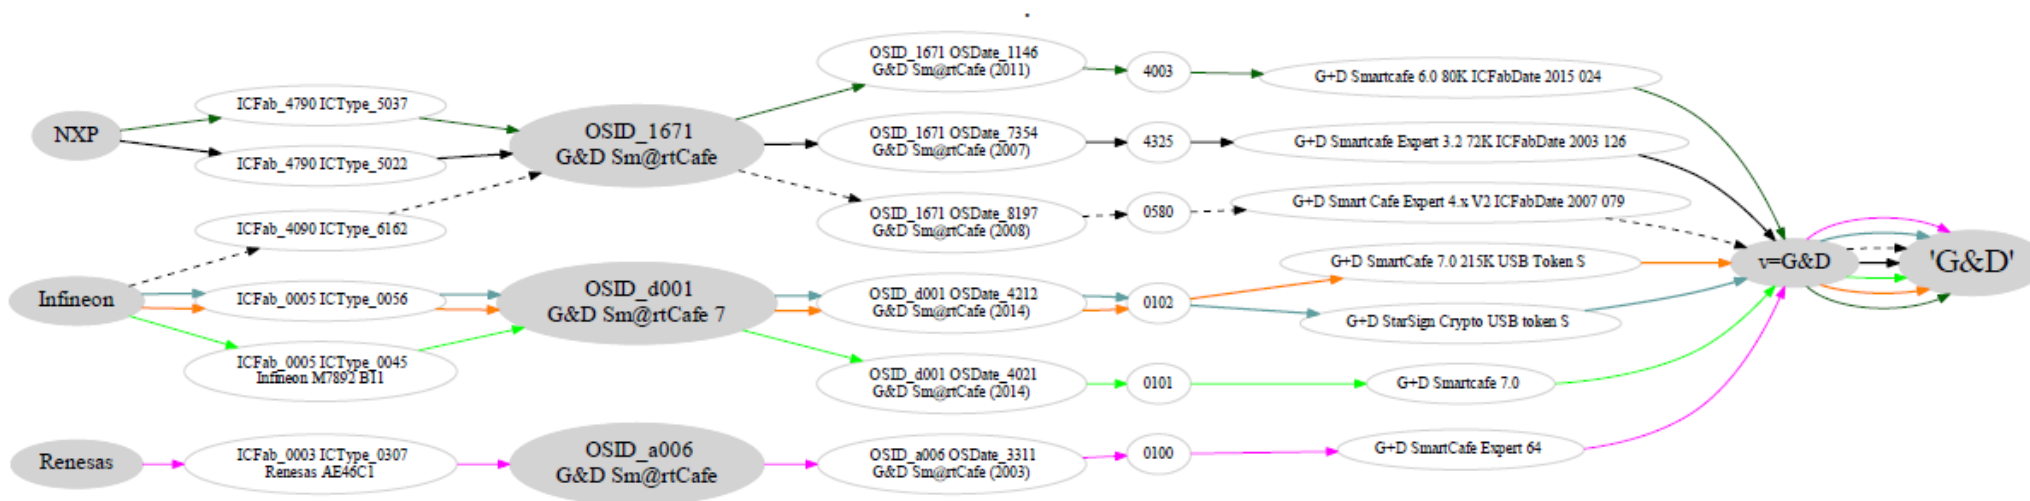 NXP
ICFab_4790 ICType_5037
ICFab_4790 ICType_5022
OSID_1671
G&D Sm@rtCafe
OSID_1671 OSDate_1146
G&D Sm@rtCafe (2011)
4003
G+D Smartcafe 6.0 80K ICFabDate 2015 024
OSID_1671 OSDate_7354
G&D Sm@rtCafe (2007)
4325
G+D Smartcafe Expert 3.2 72K ICFabDate 2003 126
ICFab_4090 ICType_6162
OSID_1671 OSDate_8197
G&D Sm@rtCafe (2008)
0580
G+D Smart Cafe Expert 4.x V2 ICFabDate 2007 079
Infineon
ICFab_0005 ICType_0056
OSID_d001
G&D Sm@rtCafe 7
OSID_d001 OSDate_4212
G&D Sm@rtCafe (2014)
0102
G+D SmartCafe 7.0 215K USB Token S
G+D StarSign Crypto USB token S
v=G&D
'G&D'
ICFab_0005 ICType_0045
Infineon M7892 B11
OSID_d001 OSDate_4021
G&D Sm@rtCafe (2014)
0101
G+D Smartcafe 7.0
Renesas
ICFab_0003 ICType_0307
Renesas AE46C1
OSID_a006
G&D Sm@rtCafe
OSID_a006 OSDate_3311
G&D Sm@rtCafe (2003)
0100
G+D SmartCafe Expert 64